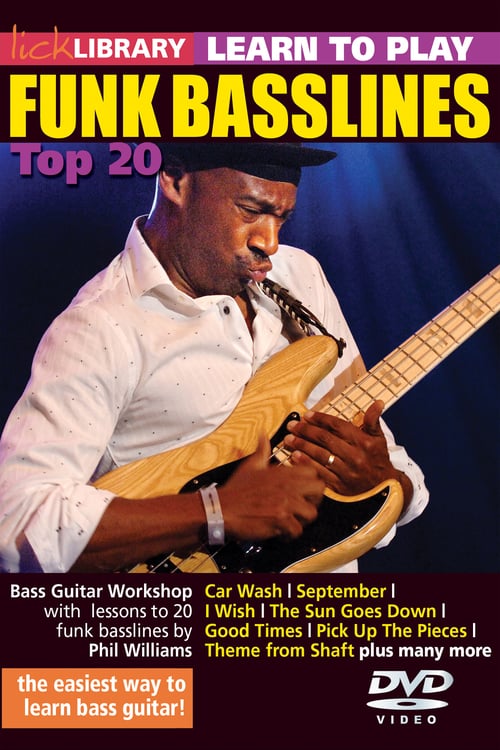 lick LIBRARY LEARN TO PLAY
FUNK BASSLINES
Top 20
Bass Guitar Workshop
with lessons to 20
funk basslines by
Phil Williams
Car Wash | September |
I Wish | The Sun Goes Down |
Good Times | Pick Up The Pieces |
Theme from Shaft plus many more
the easiest way to
learn bass guitar!
DVD
VIDEO